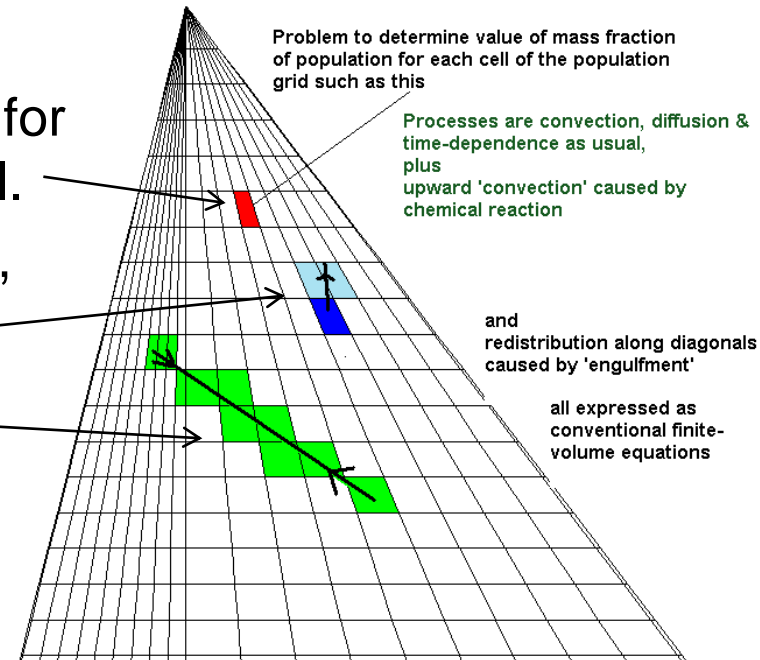 Problem to determine value of mass fraction
of population for each cell of the population
grid such as this
for
l.
,
Processes are convection, diffusion &
time-dependence as usual,
plus
upward 'convection' caused by
chemical reaction
and
redistribution along diagonals
caused by 'engulfment'
all expressed as
conventional finite-
volume equations